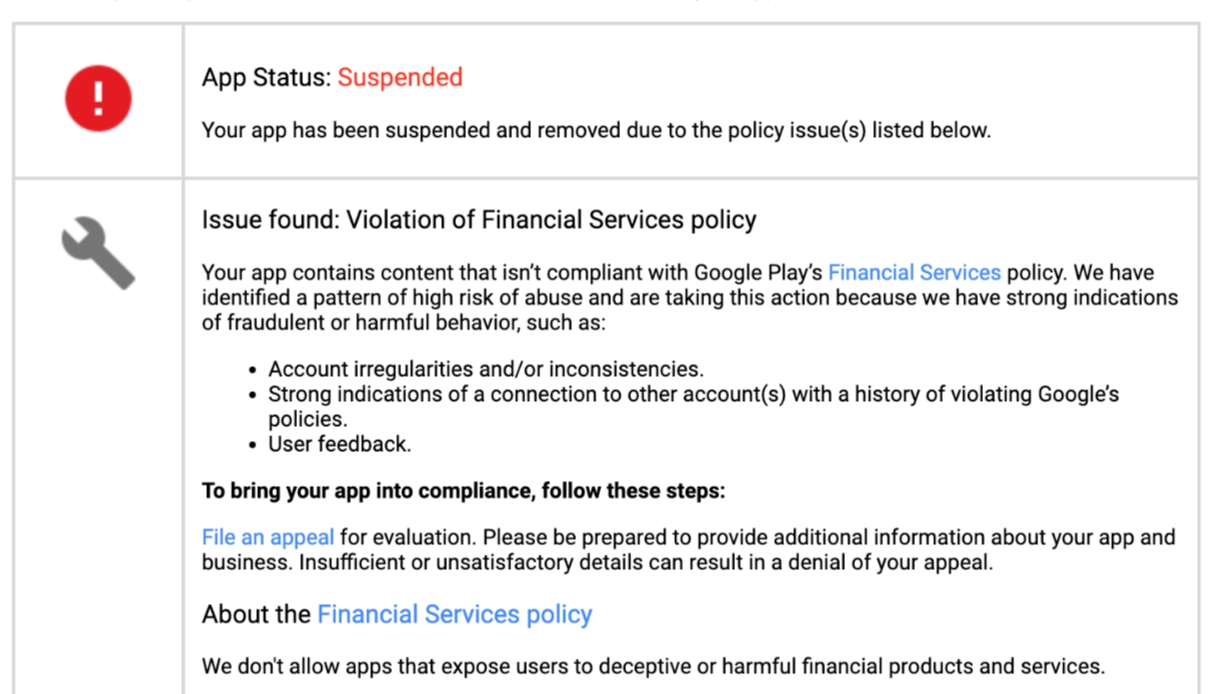 App Status: Suspended
Your app has been suspended and removed due to the policy issue(s) listed below.
Issue found: Violation of Financial Services policy
Your app contains content that isn’t compliant with Google Play’s Financial Services policy. We have
identified a pattern of high risk of abuse and are taking this action because we have strong indications
of fraudulent or harmful behavior, such as:
• Account irregularities and/or inconsistencies.
• Strong indications of a connection to other account(s) with a history of violating Google’s
policies.
• User feedback.
To bring your app into compliance, follow these steps:
File an appeal for evaluation. Please be prepared to provide additional information about your app and
business. Insufficient or unsatisfactory details can result in a denial of your appeal.
About the Financial Services policy
We don't allow apps that expose users to deceptive or harmful financial products and services.